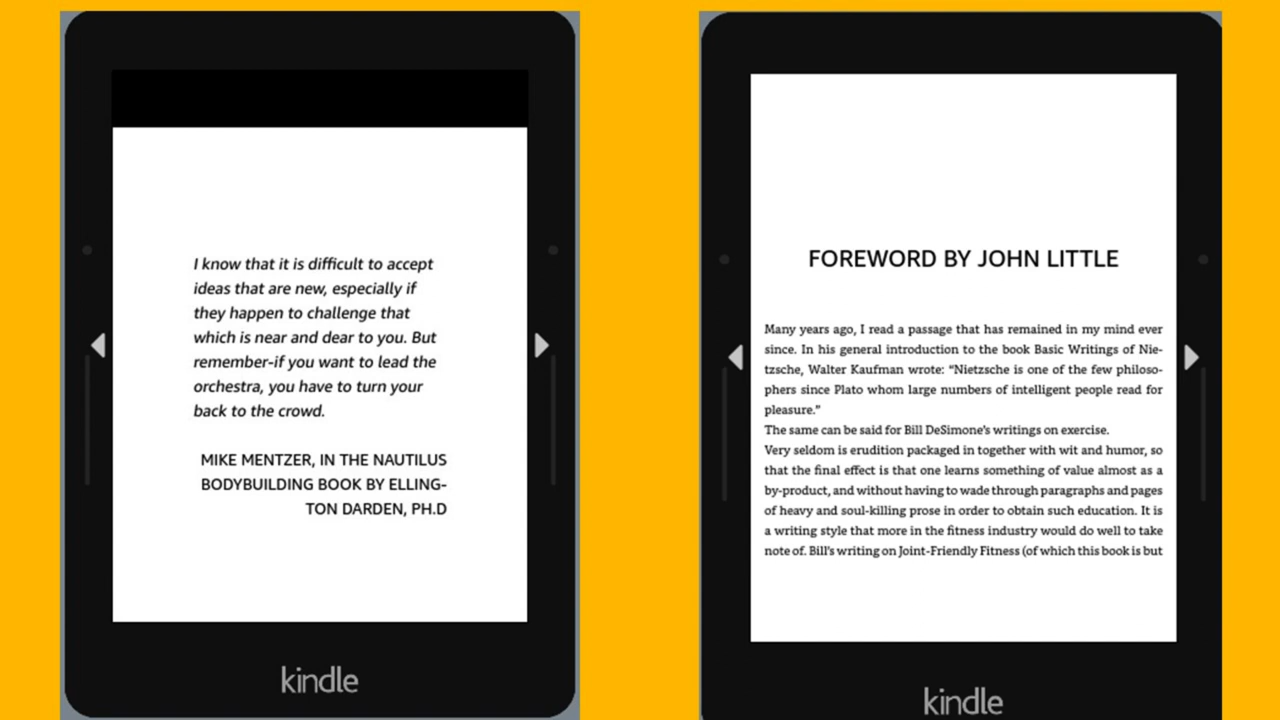 I know that it is difficult to accept
ideas that are new, especially if
they happen to challenge that
which is near and dear to you. But
remember-if you want to lead the
orchestra, you have to turn your
back to the crowd.
MIKE MENTZER, IN THE NAUTILUS
BODYBUILDING BOOK BY ELLING-
TON DARDEN, PH.D
kindle
FOREWORD BY JOHN LITTLE
Many years ago, I read a passage that has remained in my mind ever
since. In his general introduction to the book Basic Writings of Nie-
tzsche, Walter Kaufman wrote: “Nietzsche is one of the few philoso-
phers since Plato whom large numbers of intelligent people read for
pleasure.”
The same can be said for Bill DeSimone's writings on exercise.
Very seldom is erudition packaged in together with wit and humor, so
that the final effect is that one learns something of value almost as a
by-product, and without having to wade through paragraphs and pages
of heavy and soul-killing prose in order to obtain such education. It is
a writing style that more in the fitness industry would do well to take
note of. Bill's writing on Joint-Friendly Fitness (of which this book is but
kindle